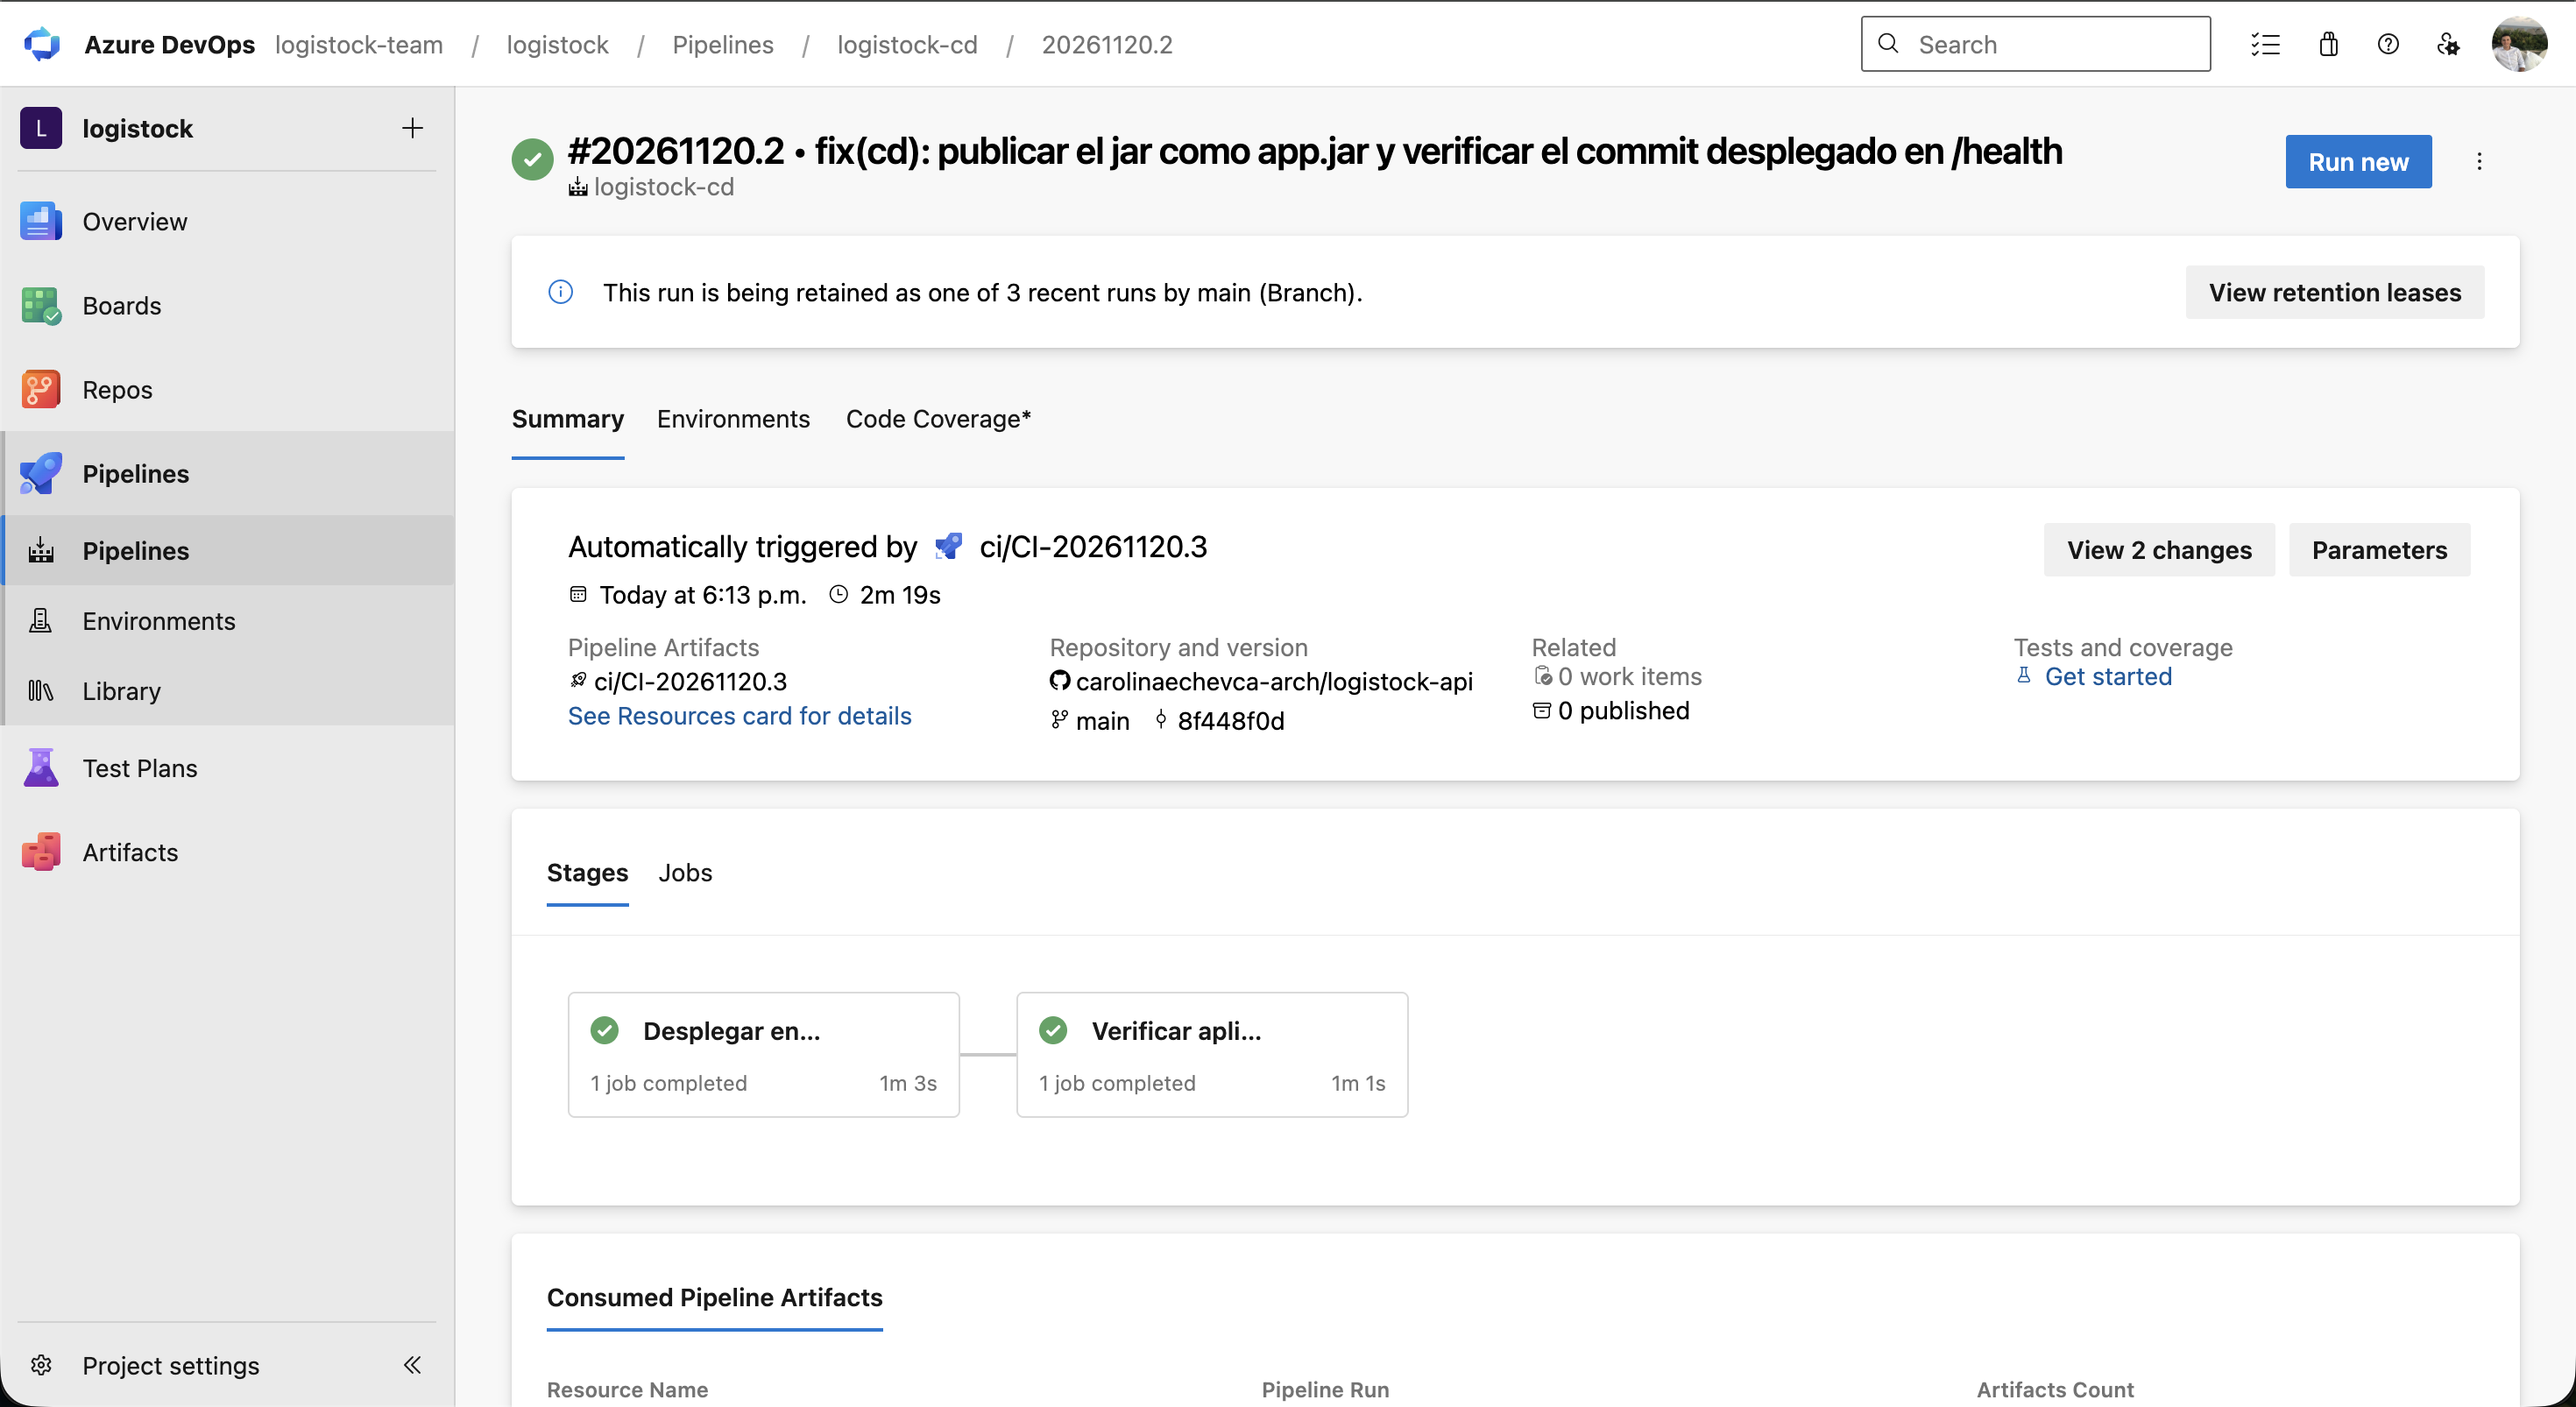 Azure DevOps logistock-team / logistock / Pipelines / logistock-cd / 20261120.2
Search
L logistock
Overview
Boards
Repos
Pipelines
Pipelines
Environments
Library
Test Plans
Artifacts
Project settings
#20261120.2 • fix(cd): publicar el jar como app.jar y verificar el commit desplegado en /health
logistock-cd
Run new
This run is being retained as one of 3 recent runs by main (Branch).
View retention leases
Summary Environments Code Coverage*
Automatically triggered by ci/CI-20261120.3
View 2 changes Parameters
Today at 6:13 p.m. 2m 19s
Pipeline Artifacts
ci/CI-20261120.3
See Resources card for details
Repository and version
carolinaechevca-arch/logistock-api
main 8f448f0d
Related
0 work items
0 published
Tests and coverage
Get started
Stages Jobs
Desplegar en...
1 job completed 1m 3s
Verificar apli...
1 job completed 1m 1s
Consumed Pipeline Artifacts
Resource Name Pipeline Run Artifacts Count